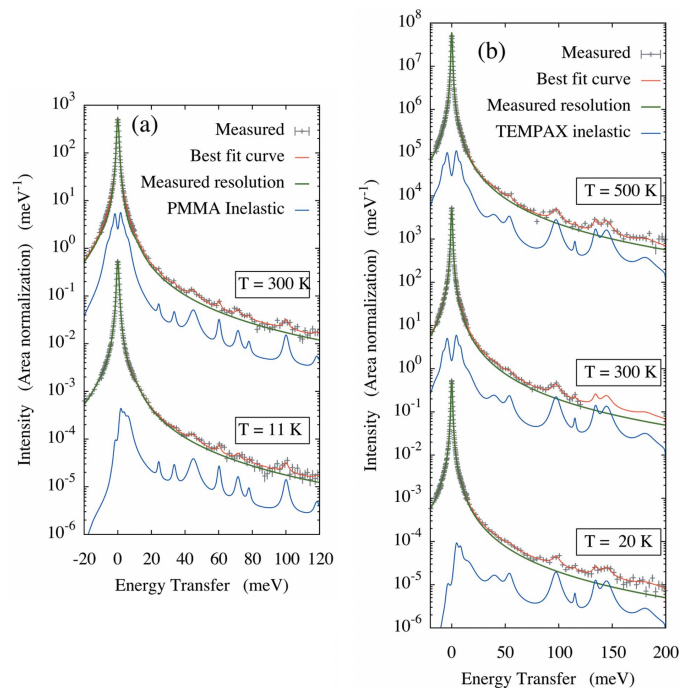 (a)
Measured
Best fit curve
Measured resolution
PMMA Inelastic
T = 300 K
T = 11 K
Intensity (Area normalization) (meV⁻¹)
10³
10²
10¹
10⁰
10⁻¹
10⁻²
10⁻³
10⁻⁴
10⁻⁵
10⁻⁶
-20 0 20 40 60 80 100 120
Energy Transfer (meV)
(b)
Measured
Best fit curve
Measured resolution
TEMPAX inelastic
T = 500 K
T = 300 K
T = 20 K
Intensity (Area normalization) (meV⁻¹)
10⁸
10⁷
10⁶
10⁵
10⁴
10³
10²
10¹
10⁰
10⁻¹
10⁻²
10⁻³
10⁻⁴
10⁻⁵
10⁻⁶
0 50 100 150 200
Energy Transfer (meV)